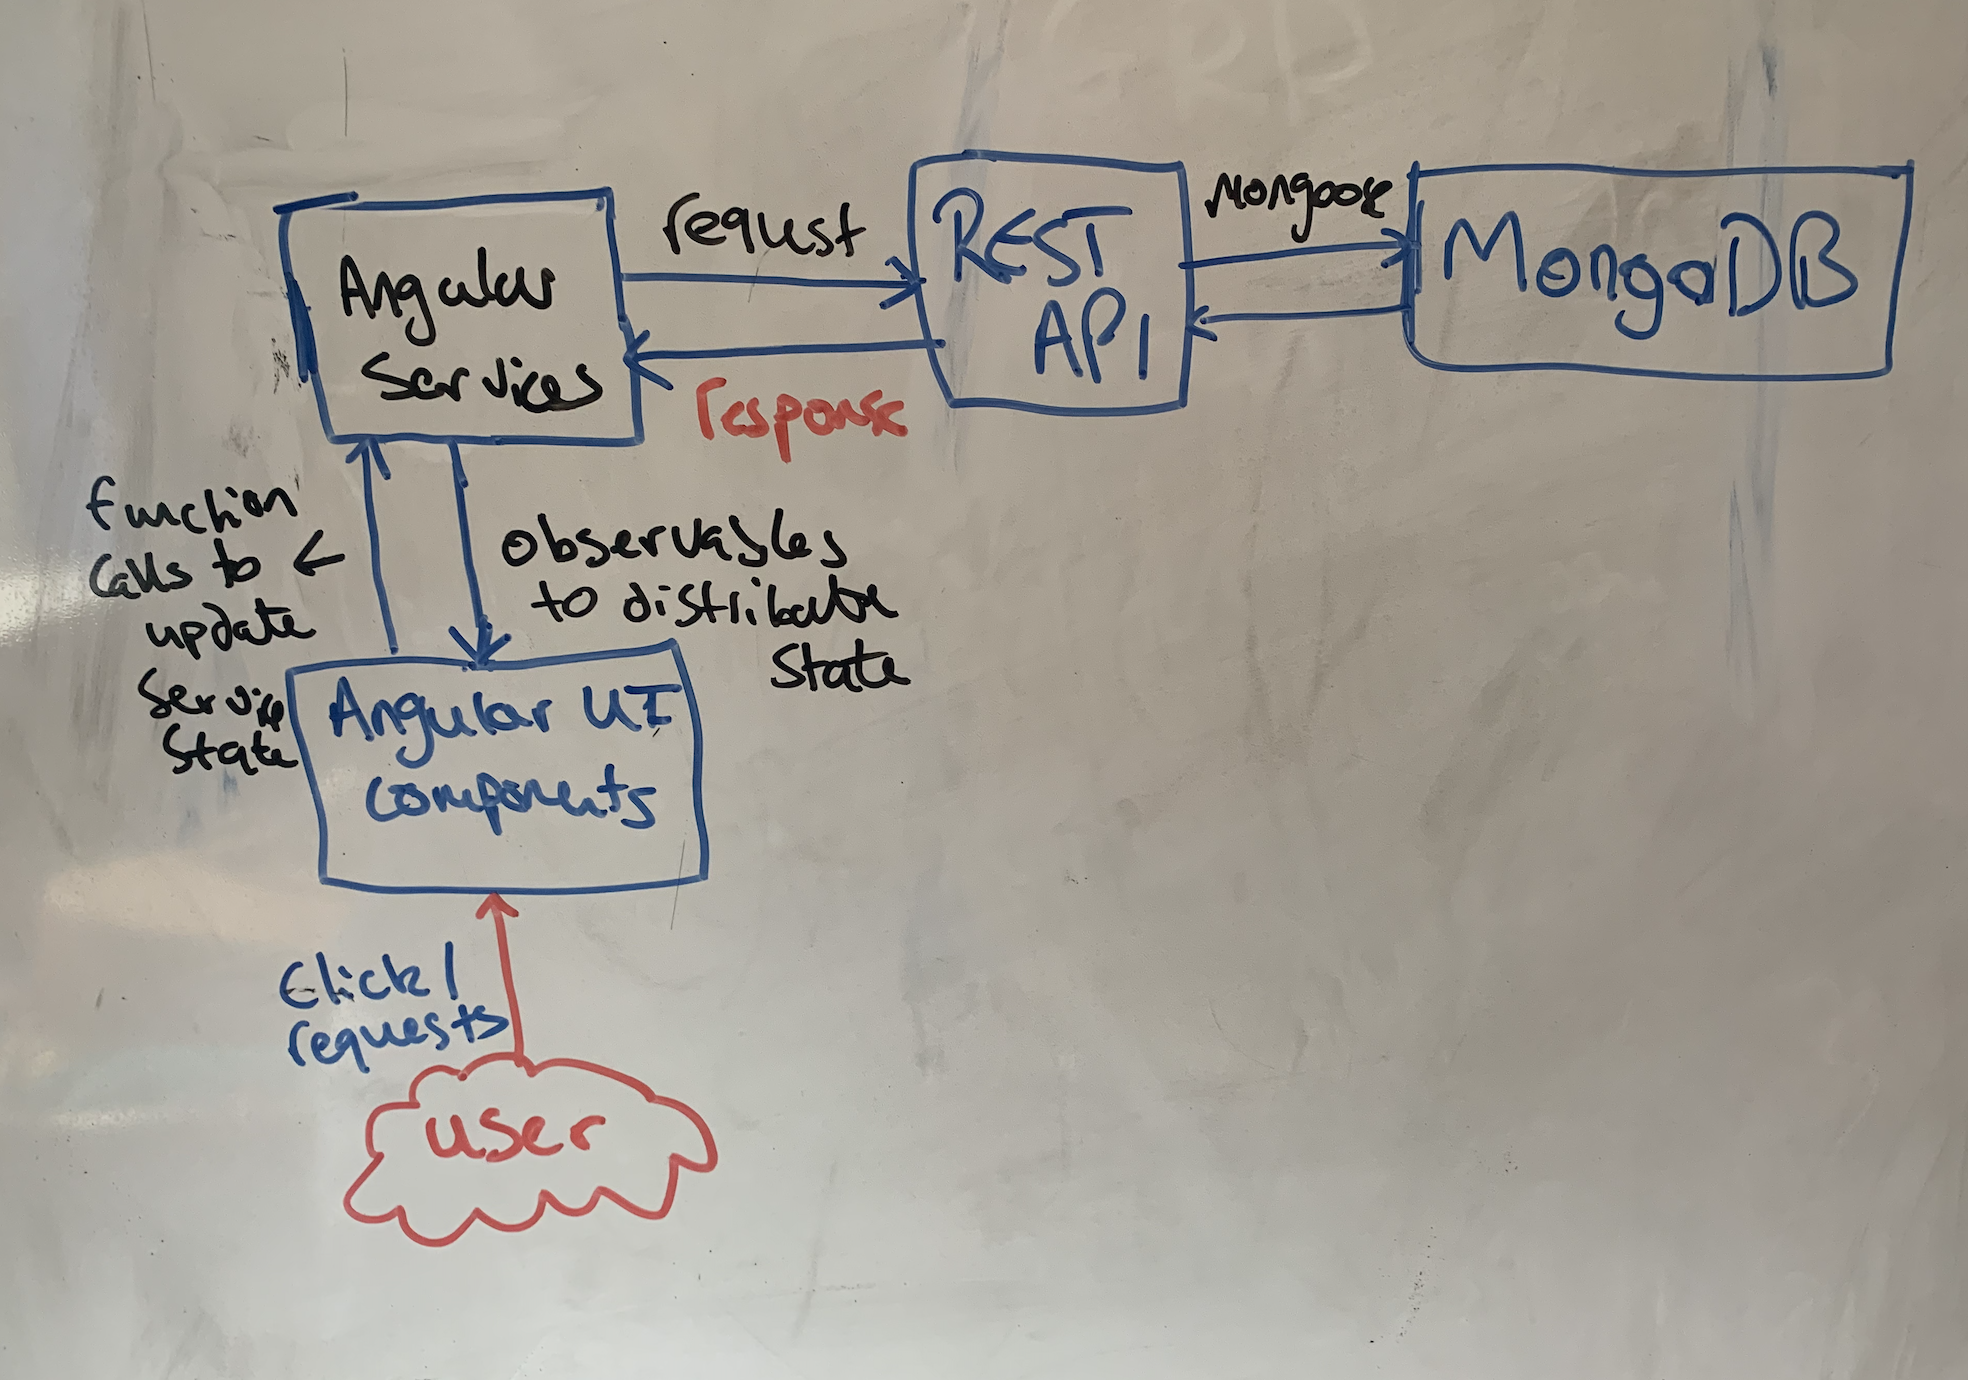 Angular
Services
request
response
REST
API
Mongoose
MongoDB
function
calls to
update
Service
State
Observables
to distribute
State
Angular UI
Components
Click/
requests
user